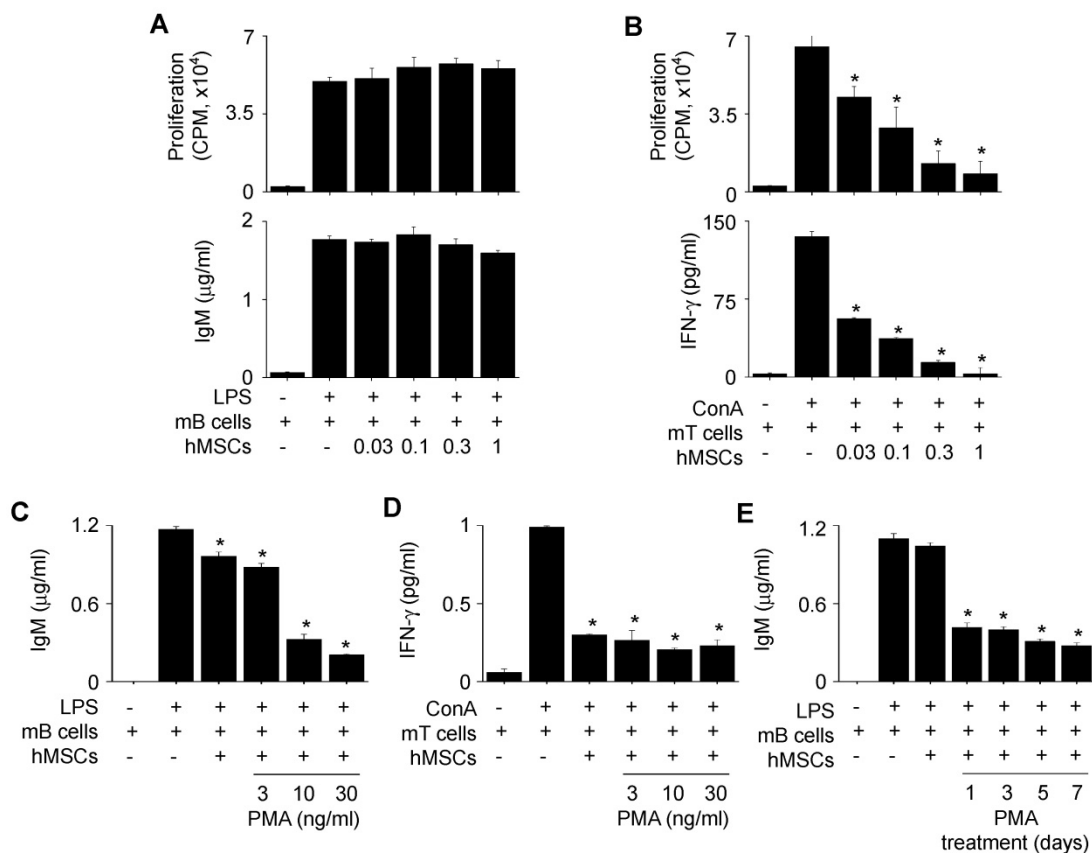 A
Proliferation
(CPM, x10⁴)
7
3.5
0
IgM (μg/ml)
2
1
0
LPS - + + + + +
mB cells + + + + + +
hMSCs - - 0.03 0.1 0.3 1
B
Proliferation
(CPM, x10⁴)
7
3.5
0
* * * *
IFN-γ (pg/ml)
150
75
0
* * * *
ConA - + + + + +
mT cells + + + + + +
hMSCs - - 0.03 0.1 0.3 1
C
IgM (μg/ml)
1.2
0.6
0
* * * *
LPS - + + + + +
mB cells + + + + + +
hMSCs - - + + + +
3 10 30
PMA (ng/ml)
D
IFN-γ (pg/ml)
1
0.5
0
* * * *
ConA - + + + + +
mT cells + + + + + +
hMSCs - - + + + +
3 10 30
PMA (ng/ml)
E
IgM (μg/ml)
1.2
0.6
0
* * * *
LPS - + + + + + +
mB cells + + + + + + +
hMSCs - - + + + + +
1 3 5 7
PMA
treatment (days)